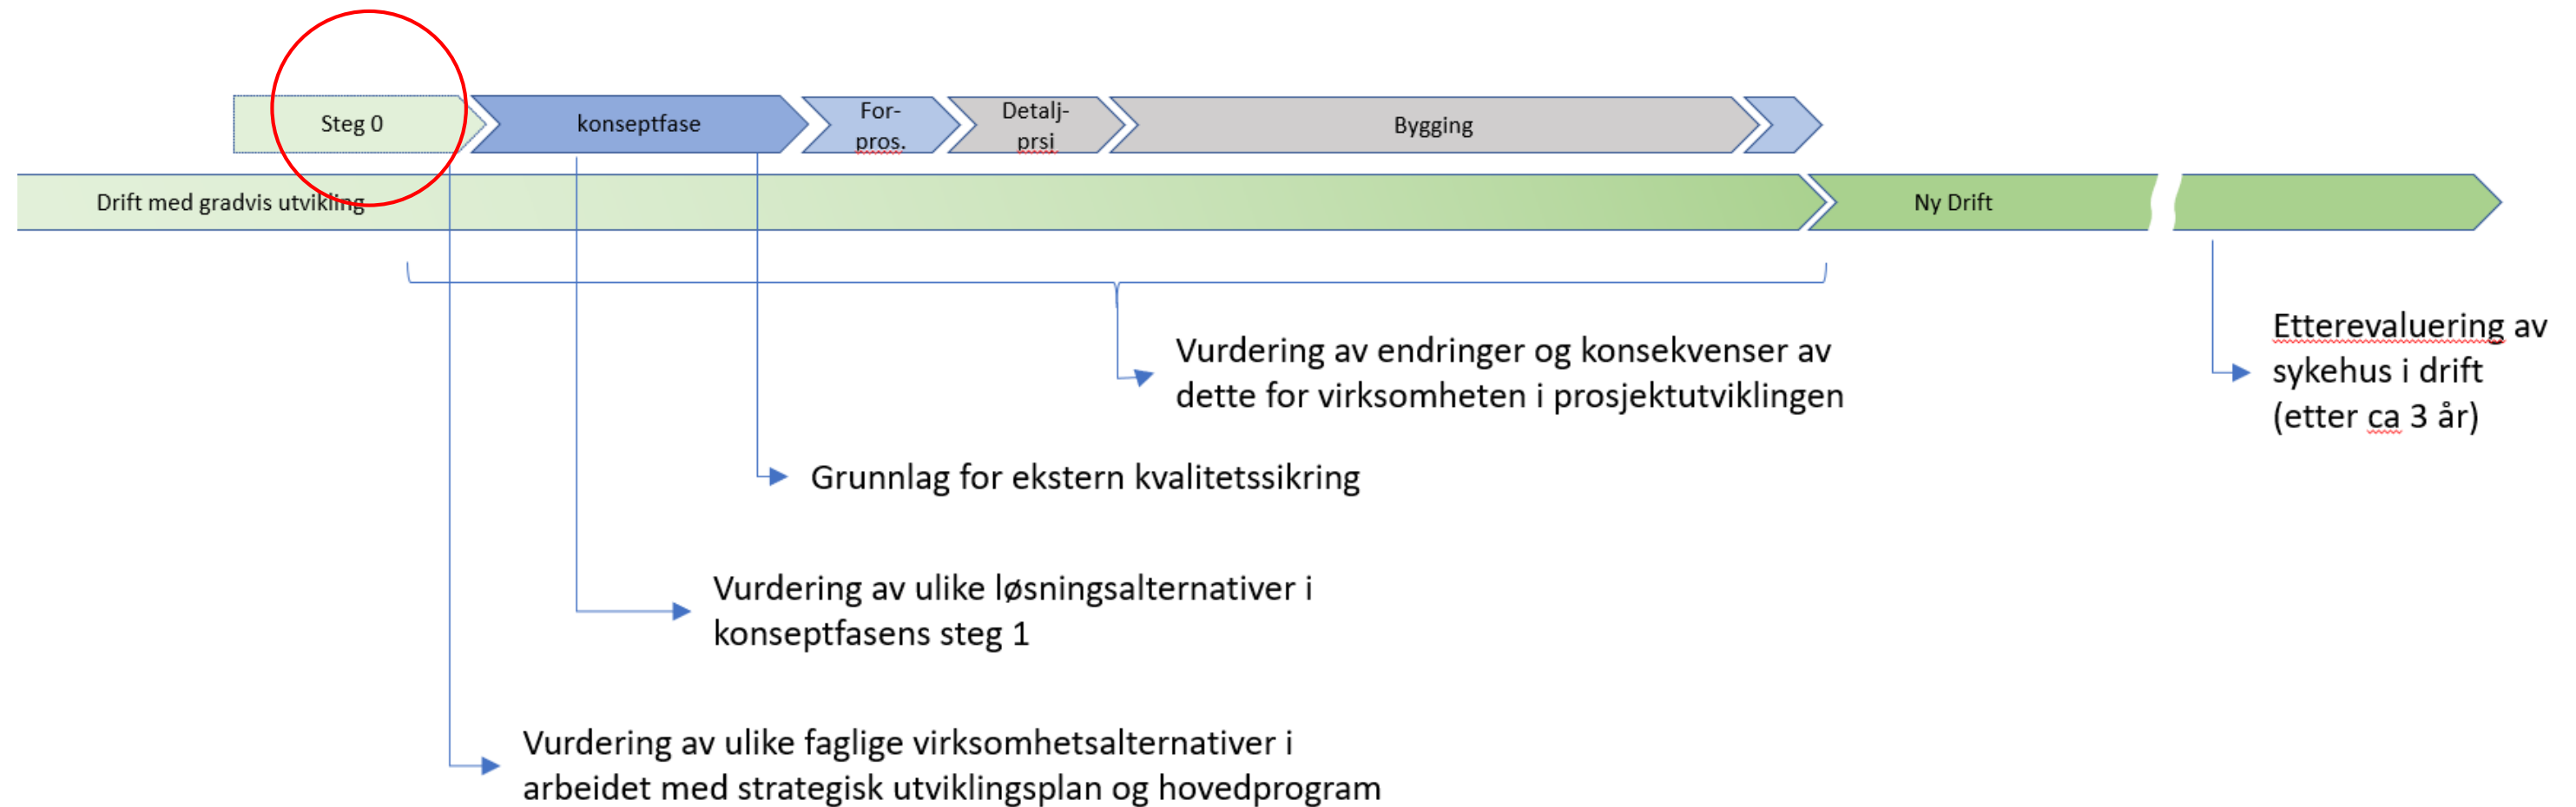 Steg 0
konseptfase
For-
pros.
Detalj-
prsi
Bygging
Drift med gradvis utvikling
Ny Drift
Etterevaluering av
sykehus i drift
(etter ca 3 år)
Vurdering av endringer og konsekvenser av
dette for virksomheten i prosjektutviklingen
Grunnlag for ekstern kvalitetssikring
Vurdering av ulike løsningsalternativer i
konseptfasens steg 1
Vurdering av ulike faglige virksomhetsalternativer i
arbeidet med strategisk utviklingsplan og hovedprogram